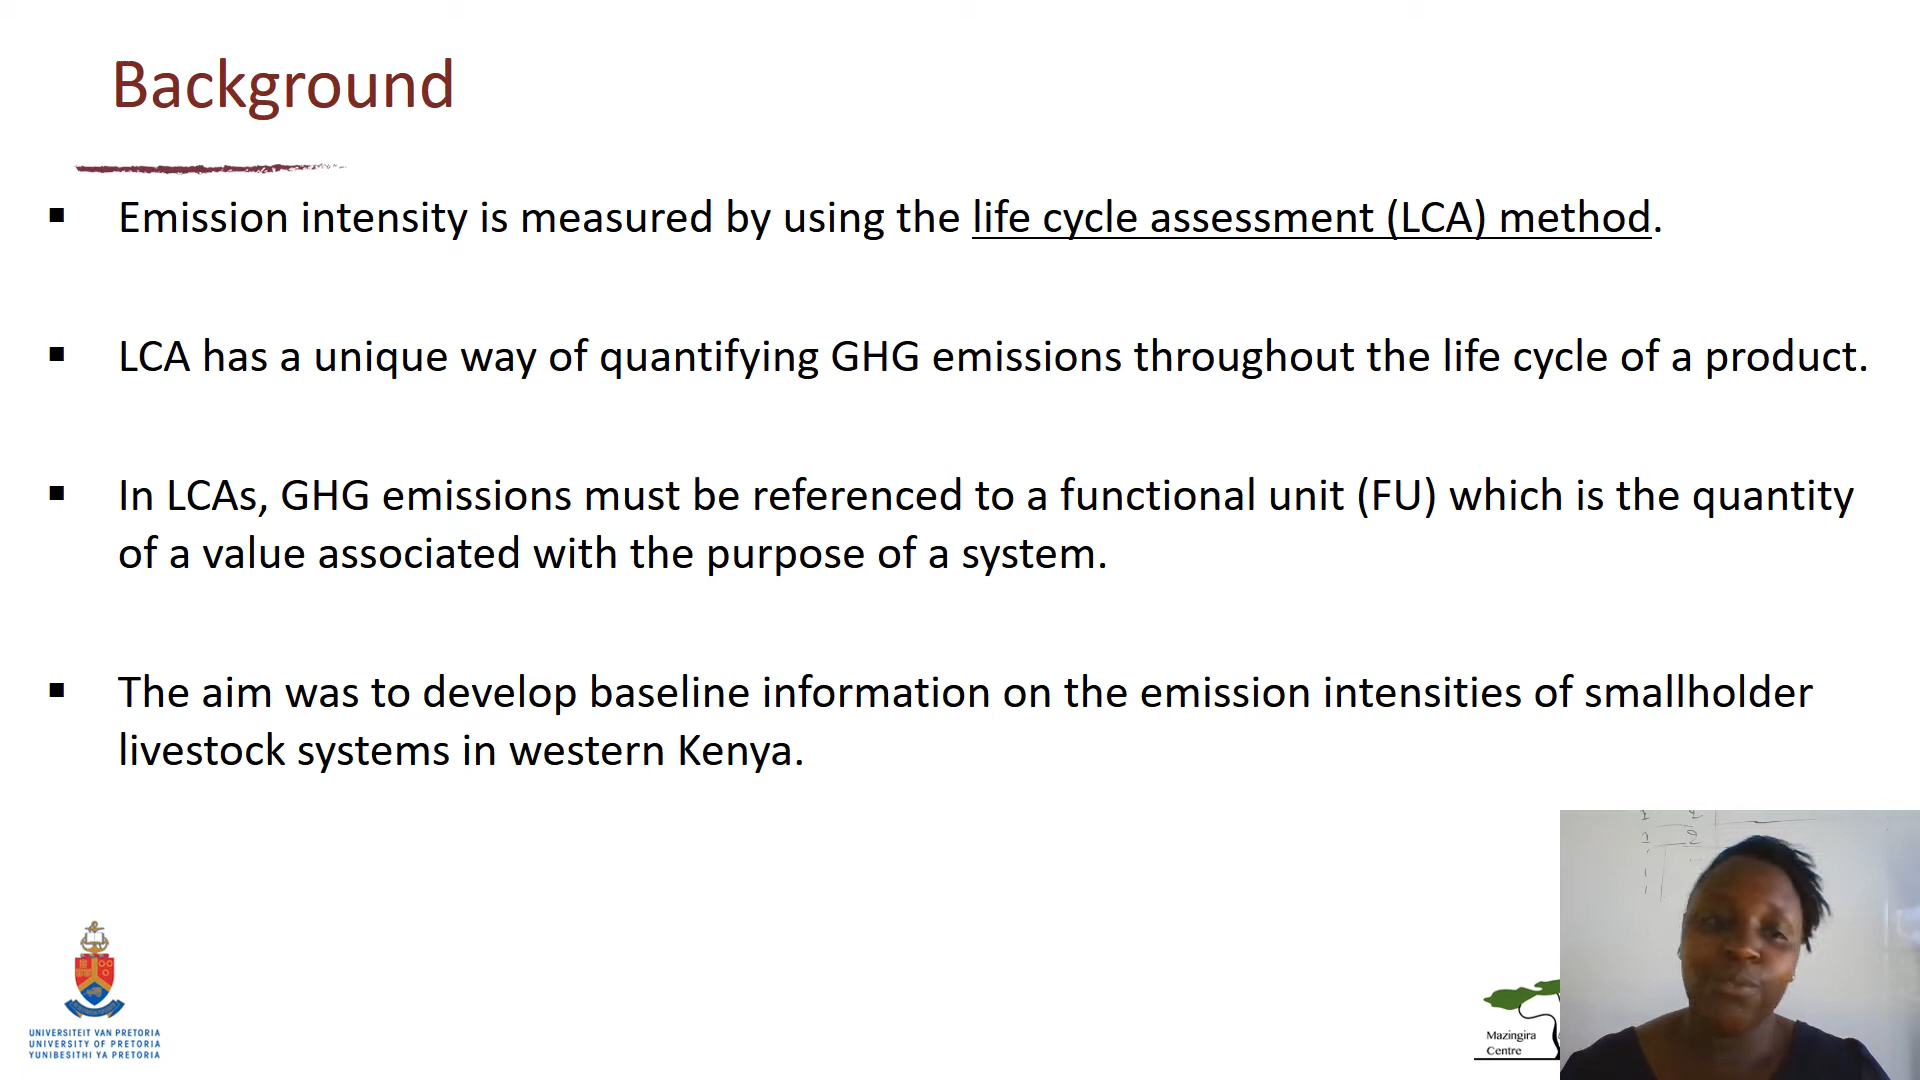 Background
▪ Emission intensity is measured by using the life cycle assessment (LCA) method.
▪ LCA has a unique way of quantifying GHG emissions throughout the life cycle of a product.
▪ In LCAs, GHG emissions must be referenced to a functional unit (FU) which is the quantity
of a value associated with the purpose of a system.
▪ The aim was to develop baseline information on the emission intensities of smallholder
livestock systems in western Kenya.
UNIVERSITEIT VAN PRETORIA
UNIVERSITY OF PRETORIA
YUNIBESITHI YA PRETORIA
Mazingira
Centre